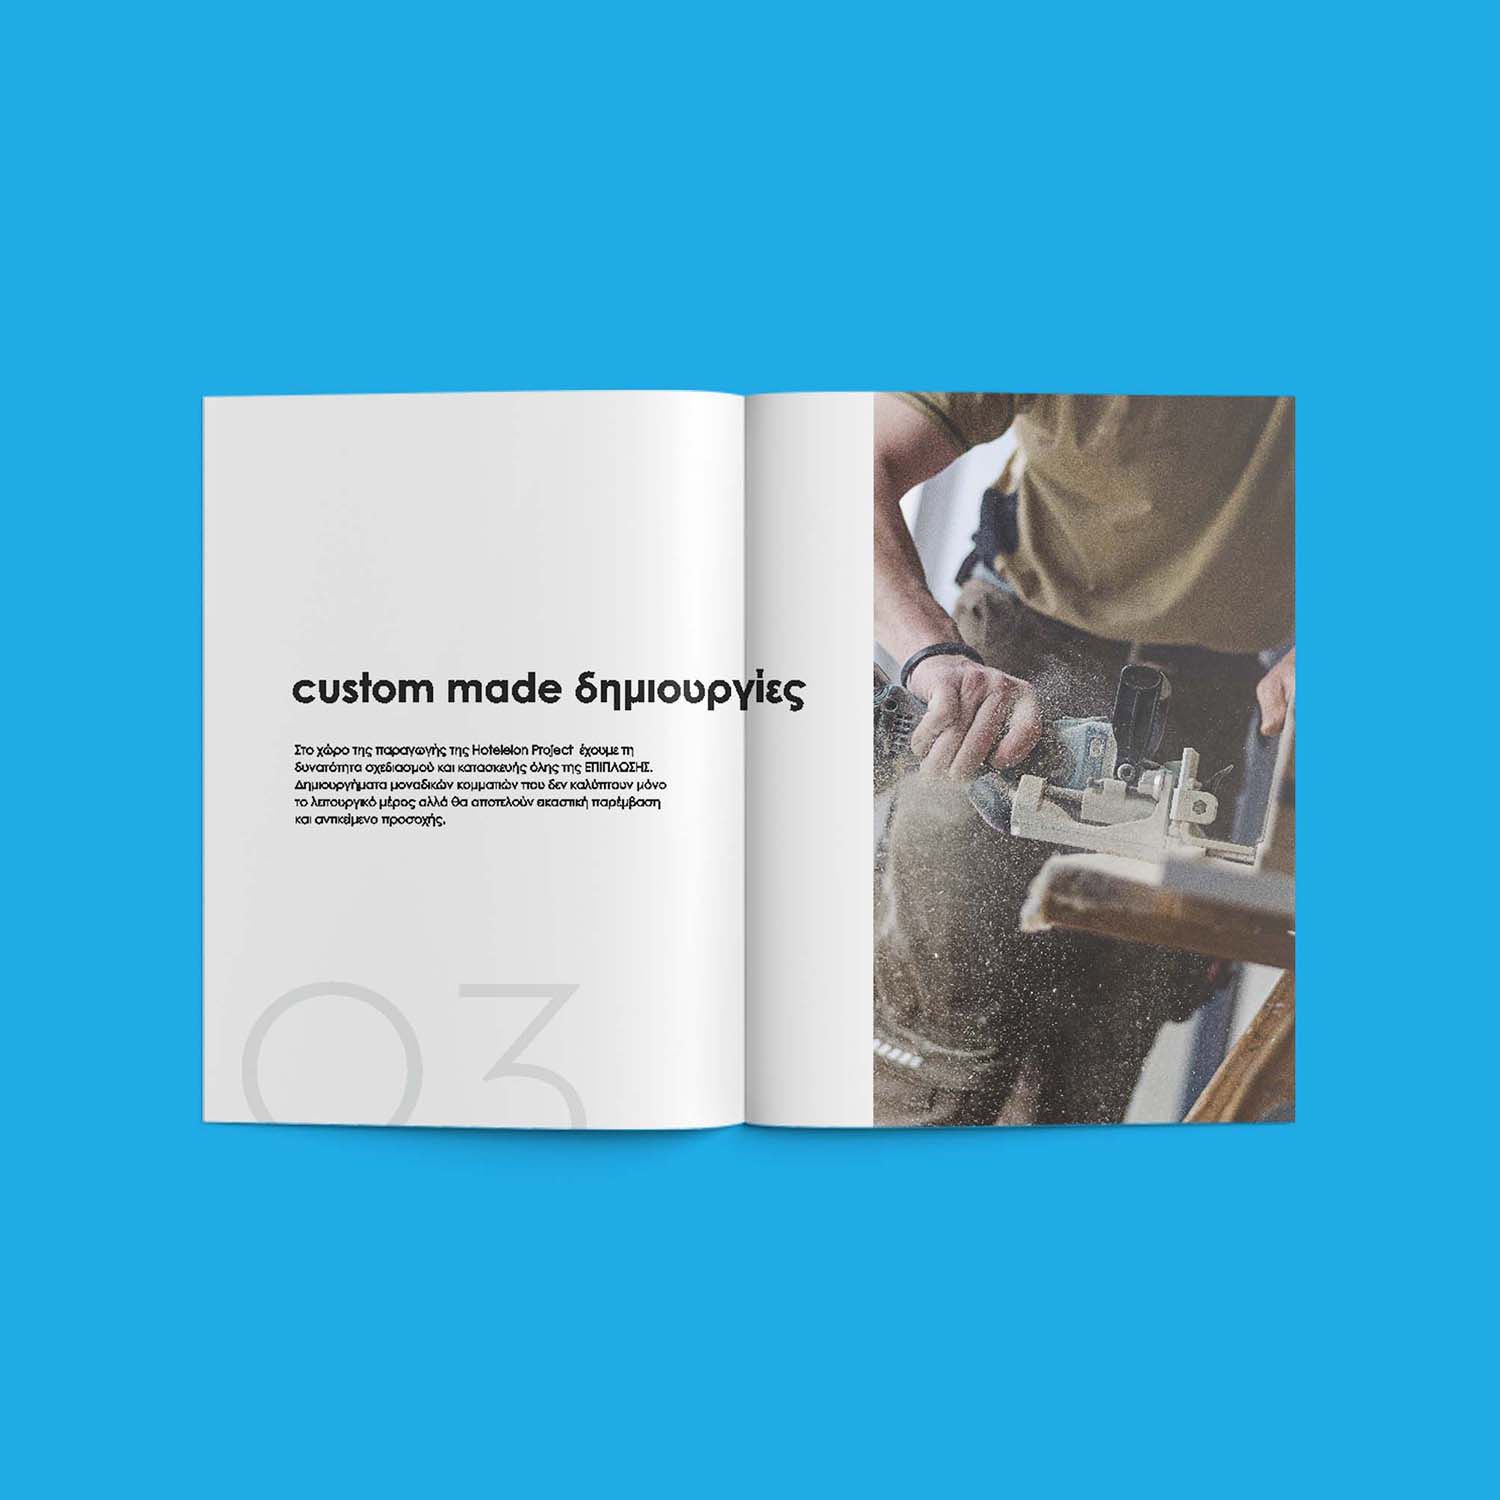 custom made δημιουργίες
Στο χώρο της παραγωγής της Hoteleion Project έχουμε τη
δυνατότητα σχεδιασμού και κατασκευής όλης της ΕΠΙΠΛΩΣΗΣ.
Δημιουργήματα μοναδικών κομματιών που δεν καλύπτουν μόνο
το λειτουργικό μέρος αλλά θα αποτελούν εικαστική παρέμβαση
και αντικείμενο προσοχής.
03